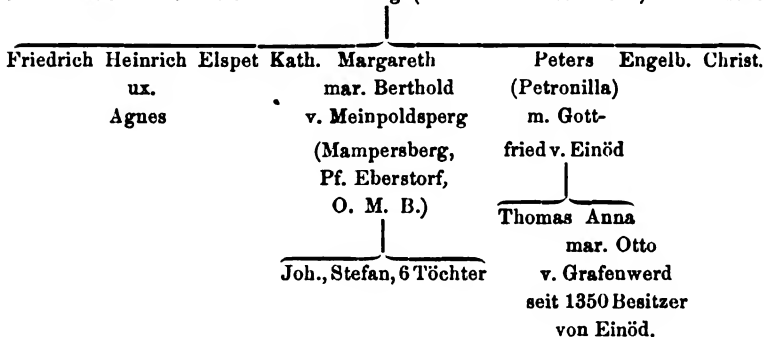 Friedrich Heinrich Elspet Kath. Margareth Peters Engelb. Christ.
ux. mar. Berthold (Petronilla)
Agnes v. Meinpoldsperg m. Gott-
(Mampersberg, fried v. Einöd
Pf. Eberstorf,
O. M. B.) Thomas Anna
mar. Otto
Joh., Stefan, 6 Töchter v. Grafenwerd
seit 1350 Besitzer
von Einöd.